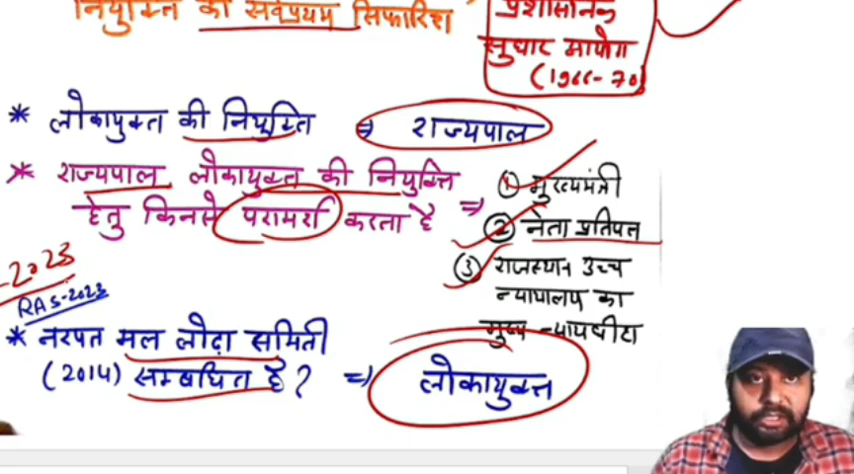 नियुक्ति की सर्वप्रथम सिफारिश
प्रशासनिक
सुधार आयोग
(1966-70)
* लोकायुक्त की नियुक्ति ⇒ राज्यपाल
* राज्यपाल लोकायुक्त की नियुक्ति
हेतु किनसे परामर्श करता है ⇒
① मुख्यमंत्री
② नेता प्रतिपक्ष
③ राजस्थान उच्च
न्यायालय का
मुख्य न्यायधीश
-2023
RAS-2023
* नरपत मल लोढ़ा समिती
(2014) सम्बंधित है? ⇒ लोकायुक्त